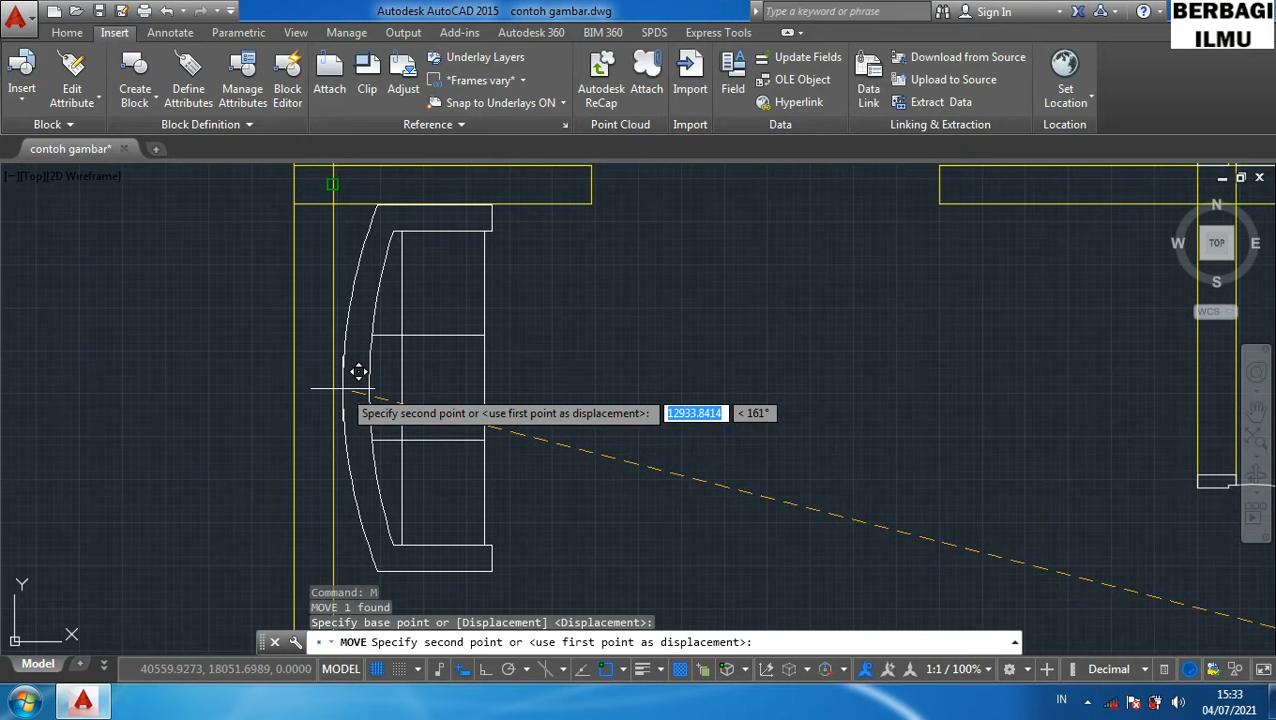 Autodesk AutoCAD 2015 contoh gambar.dwg
Type a keyword or phrase
Sign In
BERBAGI
ILMU
Home Insert Annotate Parametric View Manage Output Add-ins Autodesk 360 BIM 360 SPDS Express Tools
Insert
Edit
Attribute
Create
Block
Define
Attributes
Manage
Attributes
Block
Editor
Attach
Clip
Adjust
Underlay Layers
*Frames vary*
Snap to Underlays ON
Autodesk
ReCap
Attach
Import
Field
Update Fields
OLE Object
Hyperlink
Data
Link
Download from Source
Upload to Source
Extract Data
Set
Location
Block
Block Definition
Reference
Point Cloud
Import
Data
Linking & Extraction
Location
contoh gambar*
[−][Top][2D Wireframe]
N
W TOP E
S
WCS
Specify second point or <use first point as displacement>: 12933.8414 < 161°
Y
X
Command: M
MOVE 1 found
Specify base point or [Displacement] <Displacement>:
MOVE Specify second point or <use first point as displacement>:
Model
40559.9273, 18051.6989, 0.0000
MODEL
1:1 / 100%
Decimal
IN
15:33
04/07/2021